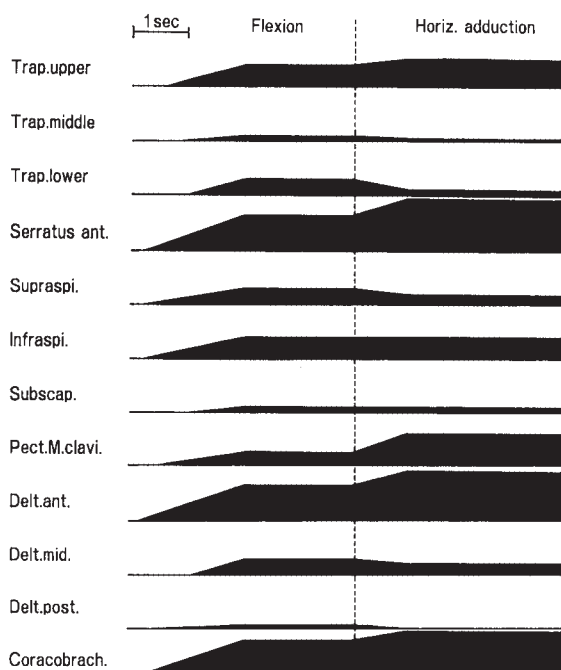 1sec Flexion Horiz. adduction
Trap.upper
Trap.middle
Trap.lower
Serratus ant.
Supraspi.
Infraspi.
Subscap.
Pect.M.clavi.
Delt.ant.
Delt.mid.
Delt.post.
Coracobrach.